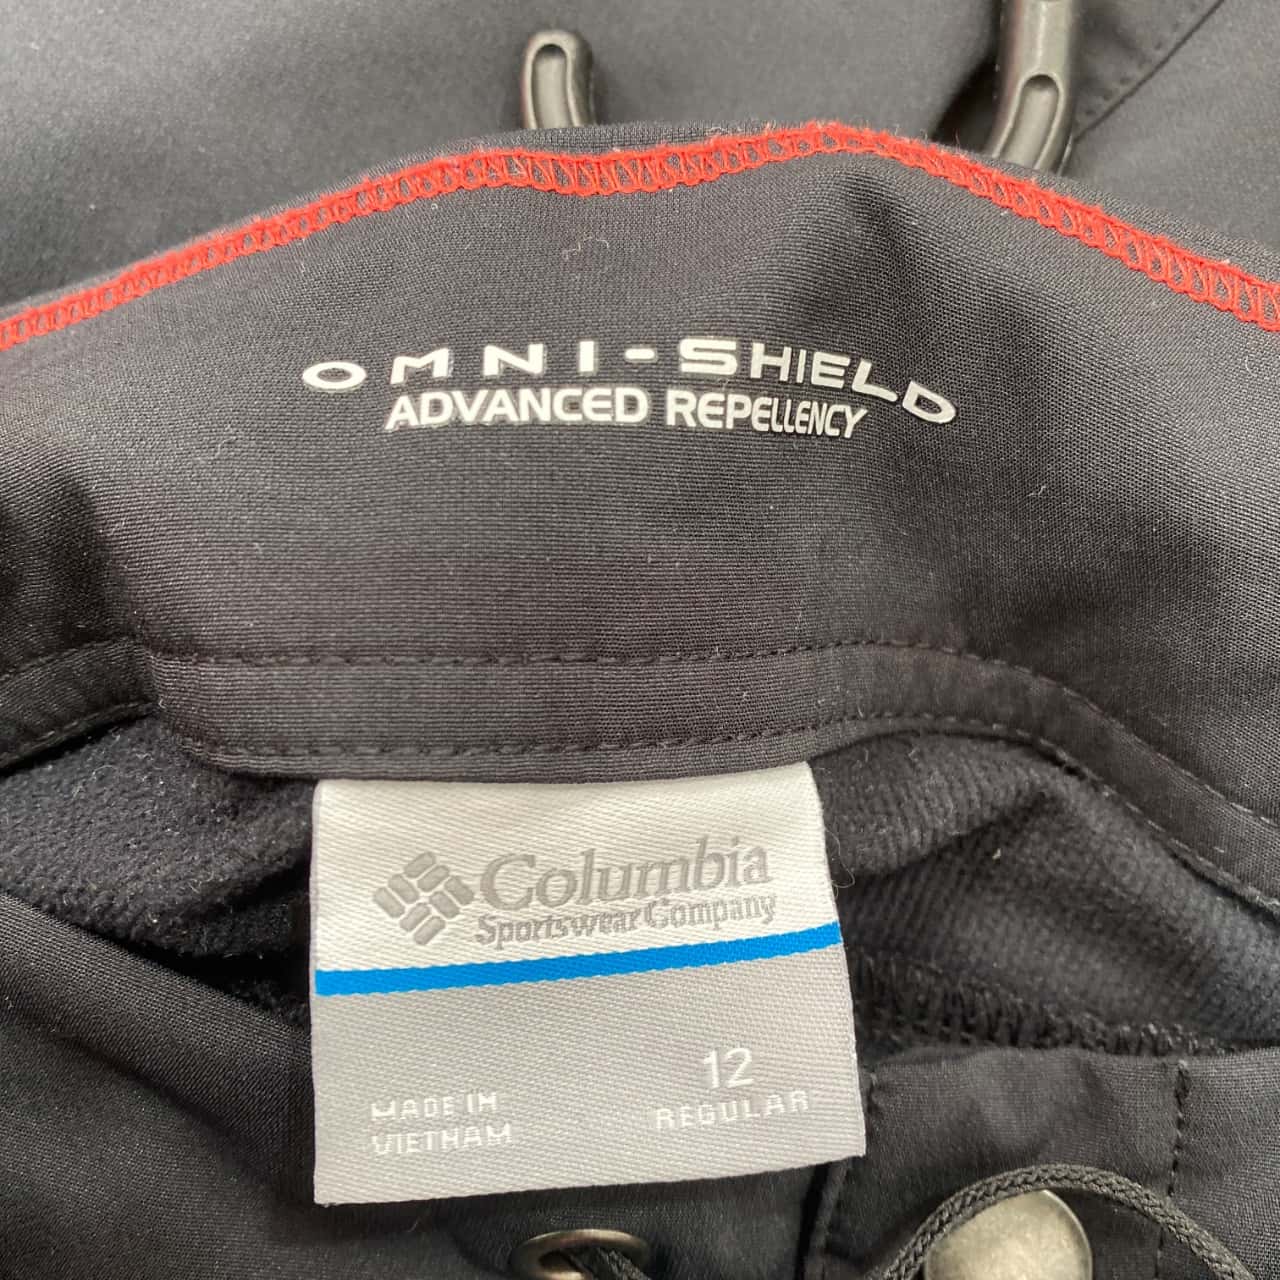 OMNI-SHIELD
ADVANCED REPELLENCY
Columbia
Sportswear Company
12
REGULAR
MADE IN
VIETNAM